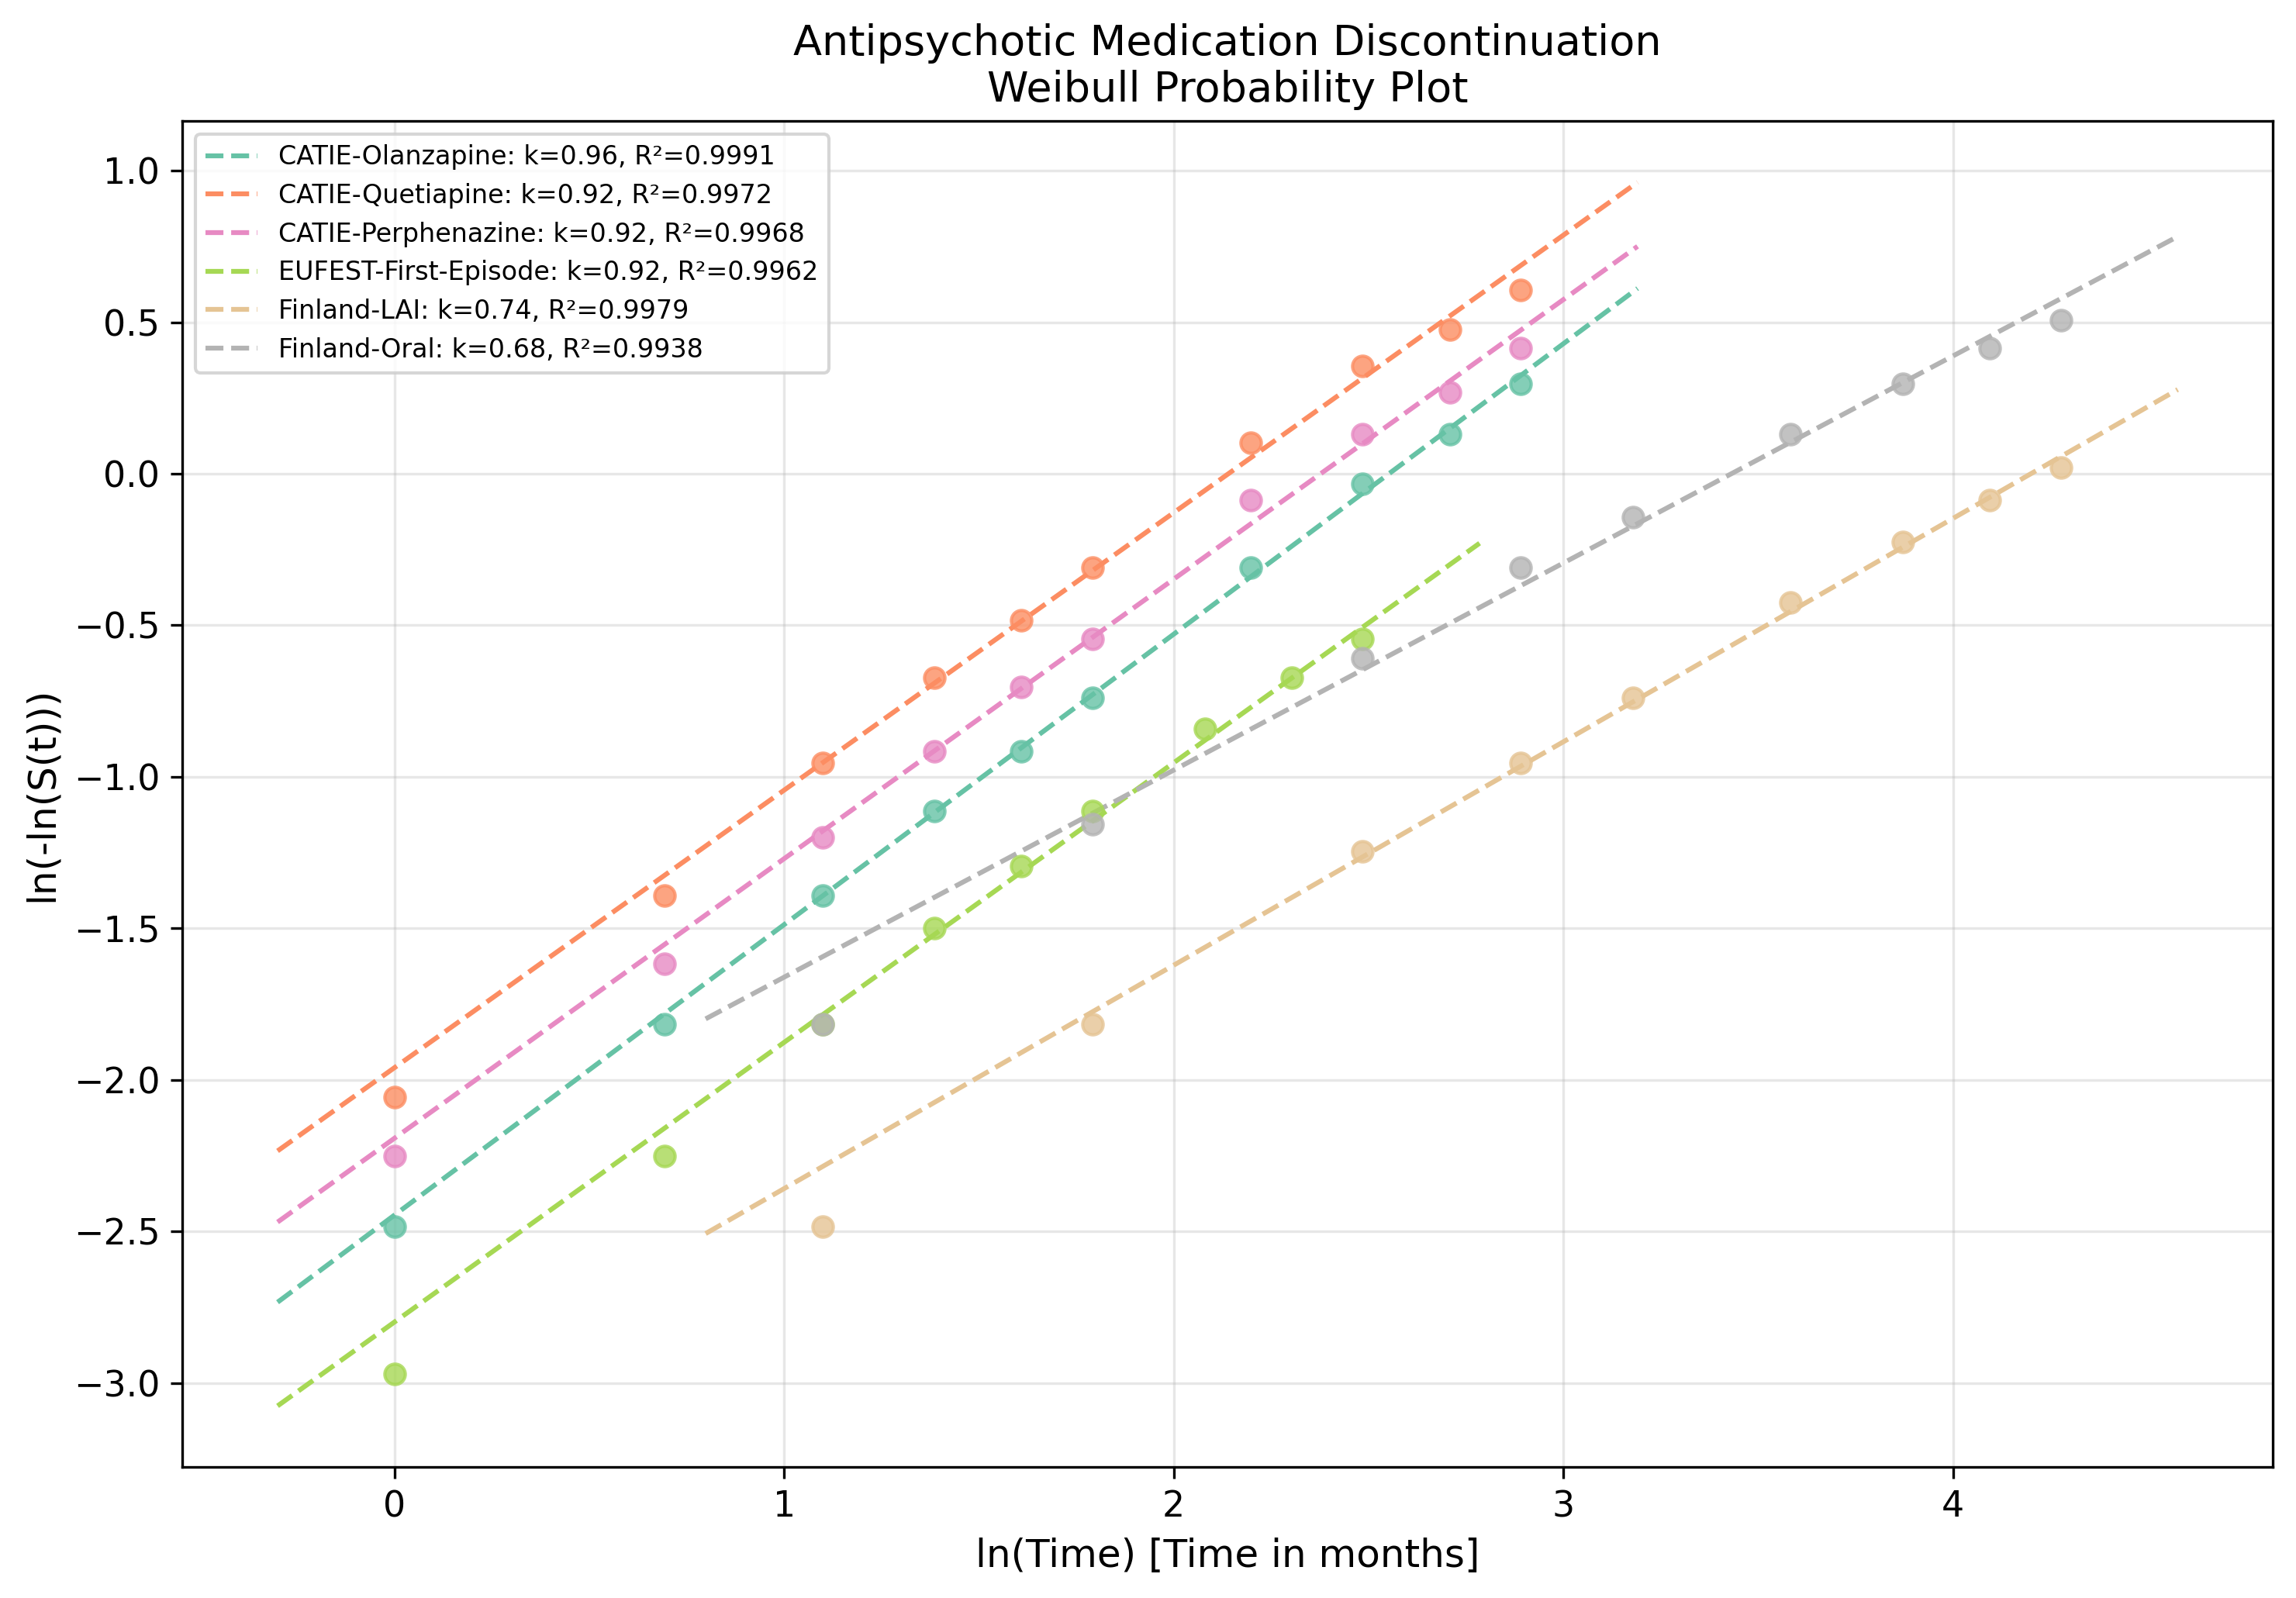 Antipsychotic Medication Discontinuation
Weibull Probability Plot
CATIE-Olanzapine: k=0.96, R²=0.9991
CATIE-Quetiapine: k=0.92, R²=0.9972
CATIE-Perphenazine: k=0.92, R²=0.9968
EUFEST-First-Episode: k=0.92, R²=0.9962
Finland-LAI: k=0.74, R²=0.9979
Finland-Oral: k=0.68, R²=0.9938
ln(-ln(S(t)))
1.0
0.5
0.0
−0.5
−1.0
−1.5
−2.0
−2.5
−3.0
0 1 2 3 4
ln(Time) [Time in months]